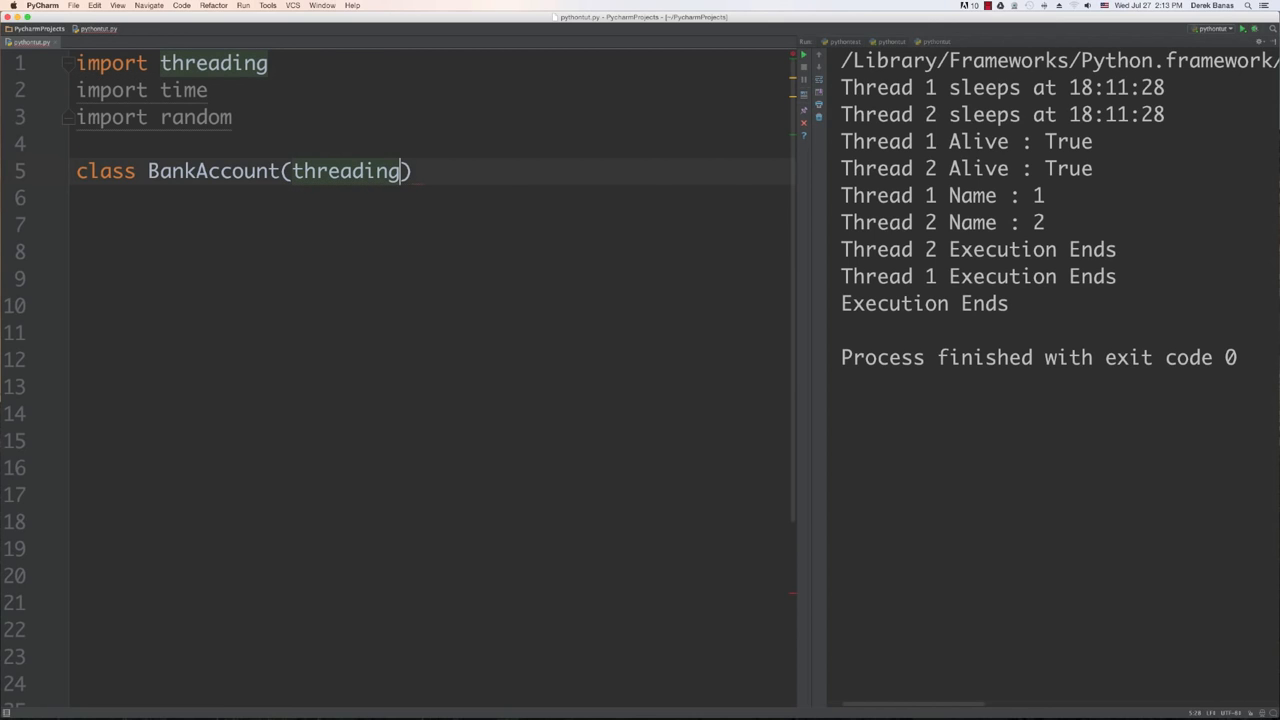 PyCharm File Edit View Navigate Code Refactor Run Tools VCS Window Help
10 Wed Jul 27 2:13 PM Derek Banas
pythontut.py - PycharmProjects - [~/PycharmProjects]
PycharmProjects pythontut.py
pythontut
pythontut.py
Run: pythontest pythontut pythontut
1 import threading
2 import time
3 import random
4
5 class BankAccount(threading)
6
7
8
9
10
11
12
13
14
15
16
17
18
19
20
21
22
23
24
25
/Library/Frameworks/Python.framework/
Thread 1 sleeps at 18:11:28
Thread 2 sleeps at 18:11:28
Thread 1 Alive : True
Thread 2 Alive : True
Thread 1 Name : 1
Thread 2 Name : 2
Thread 2 Execution Ends
Thread 1 Execution Ends
Execution Ends
Process finished with exit code 0
5:28 LF‡ UTF-8‡